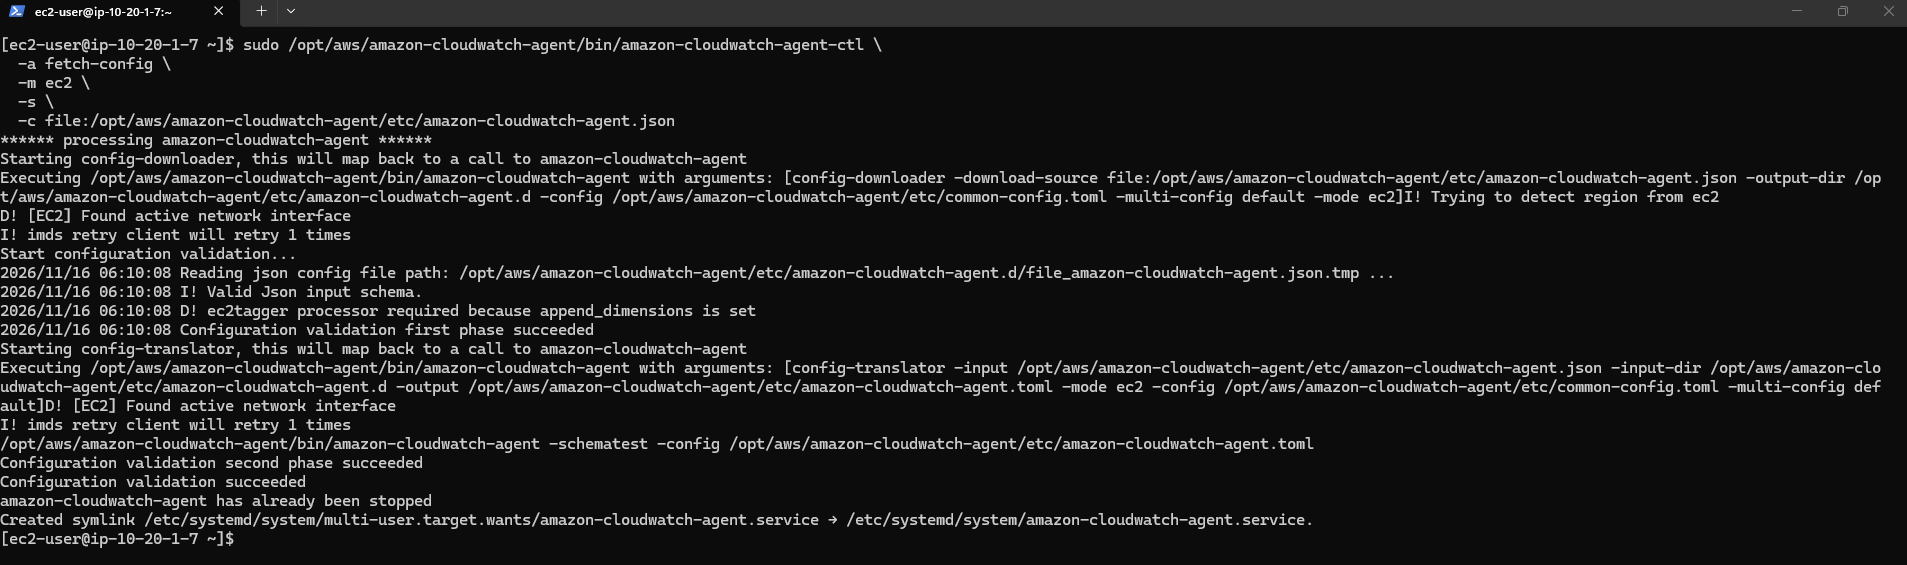 ec2-user@ip-10-20-1-7:~
[ec2-user@ip-10-20-1-7 ~]$ sudo /opt/aws/amazon-cloudwatch-agent/bin/amazon-cloudwatch-agent-ctl \
  -a fetch-config \
  -m ec2 \
  -s \
  -c file:/opt/aws/amazon-cloudwatch-agent/etc/amazon-cloudwatch-agent.json
****** processing amazon-cloudwatch-agent ******
Starting config-downloader, this will map back to a call to amazon-cloudwatch-agent
Executing /opt/aws/amazon-cloudwatch-agent/bin/amazon-cloudwatch-agent with arguments: [config-downloader -download-source file:/opt/aws/amazon-cloudwatch-agent/etc/amazon-cloudwatch-agent.json -output-dir /op
t/aws/amazon-cloudwatch-agent/etc/amazon-cloudwatch-agent.d -config /opt/aws/amazon-cloudwatch-agent/etc/common-config.toml -multi-config default -mode ec2]I! Trying to detect region from ec2
D! [EC2] Found active network interface
I! imds retry client will retry 1 times
Start configuration validation...
2026/11/16 06:10:08 Reading json config file path: /opt/aws/amazon-cloudwatch-agent/etc/amazon-cloudwatch-agent.d/file_amazon-cloudwatch-agent.json.tmp ...
2026/11/16 06:10:08 I! Valid Json input schema.
2026/11/16 06:10:08 D! ec2tagger processor required because append_dimensions is set
2026/11/16 06:10:08 Configuration validation first phase succeeded
Starting config-translator, this will map back to a call to amazon-cloudwatch-agent
Executing /opt/aws/amazon-cloudwatch-agent/bin/amazon-cloudwatch-agent with arguments: [config-translator -input /opt/aws/amazon-cloudwatch-agent/etc/amazon-cloudwatch-agent.json -input-dir /opt/aws/amazon-clo
udwatch-agent/etc/amazon-cloudwatch-agent.d -output /opt/aws/amazon-cloudwatch-agent/etc/amazon-cloudwatch-agent.toml -mode ec2 -config /opt/aws/amazon-cloudwatch-agent/etc/common-config.toml -multi-config def
ault]D! [EC2] Found active network interface
I! imds retry client will retry 1 times
/opt/aws/amazon-cloudwatch-agent/bin/amazon-cloudwatch-agent -schematest -config /opt/aws/amazon-cloudwatch-agent/etc/amazon-cloudwatch-agent.toml
Configuration validation second phase succeeded
Configuration validation succeeded
amazon-cloudwatch-agent has already been stopped
Created symlink /etc/systemd/system/multi-user.target.wants/amazon-cloudwatch-agent.service → /etc/systemd/system/amazon-cloudwatch-agent.service.
[ec2-user@ip-10-20-1-7 ~]$